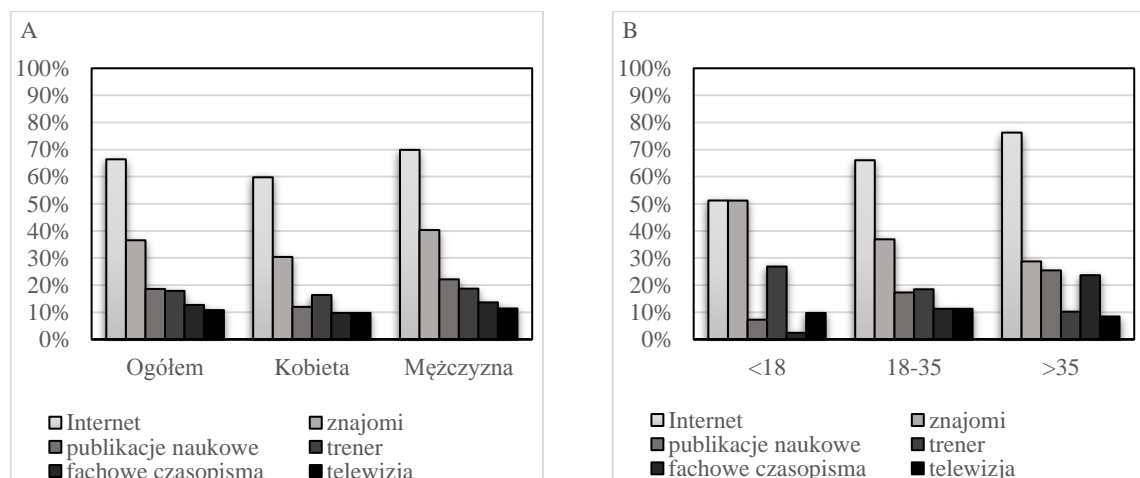 A
100%
90%
80%
70%
60%
50%
40%
30%
20%
10%
0%
Ogółem Kobieta Mężczyzna
Internet znajomi
publikacje naukowe trener
fachowe czasopisma telewizja
B
100%
90%
80%
70%
60%
50%
40%
30%
20%
10%
0%
<18 18-35 >35
Internet znajomi
publikacje naukowe trener
fachowe czasopisma telewizja